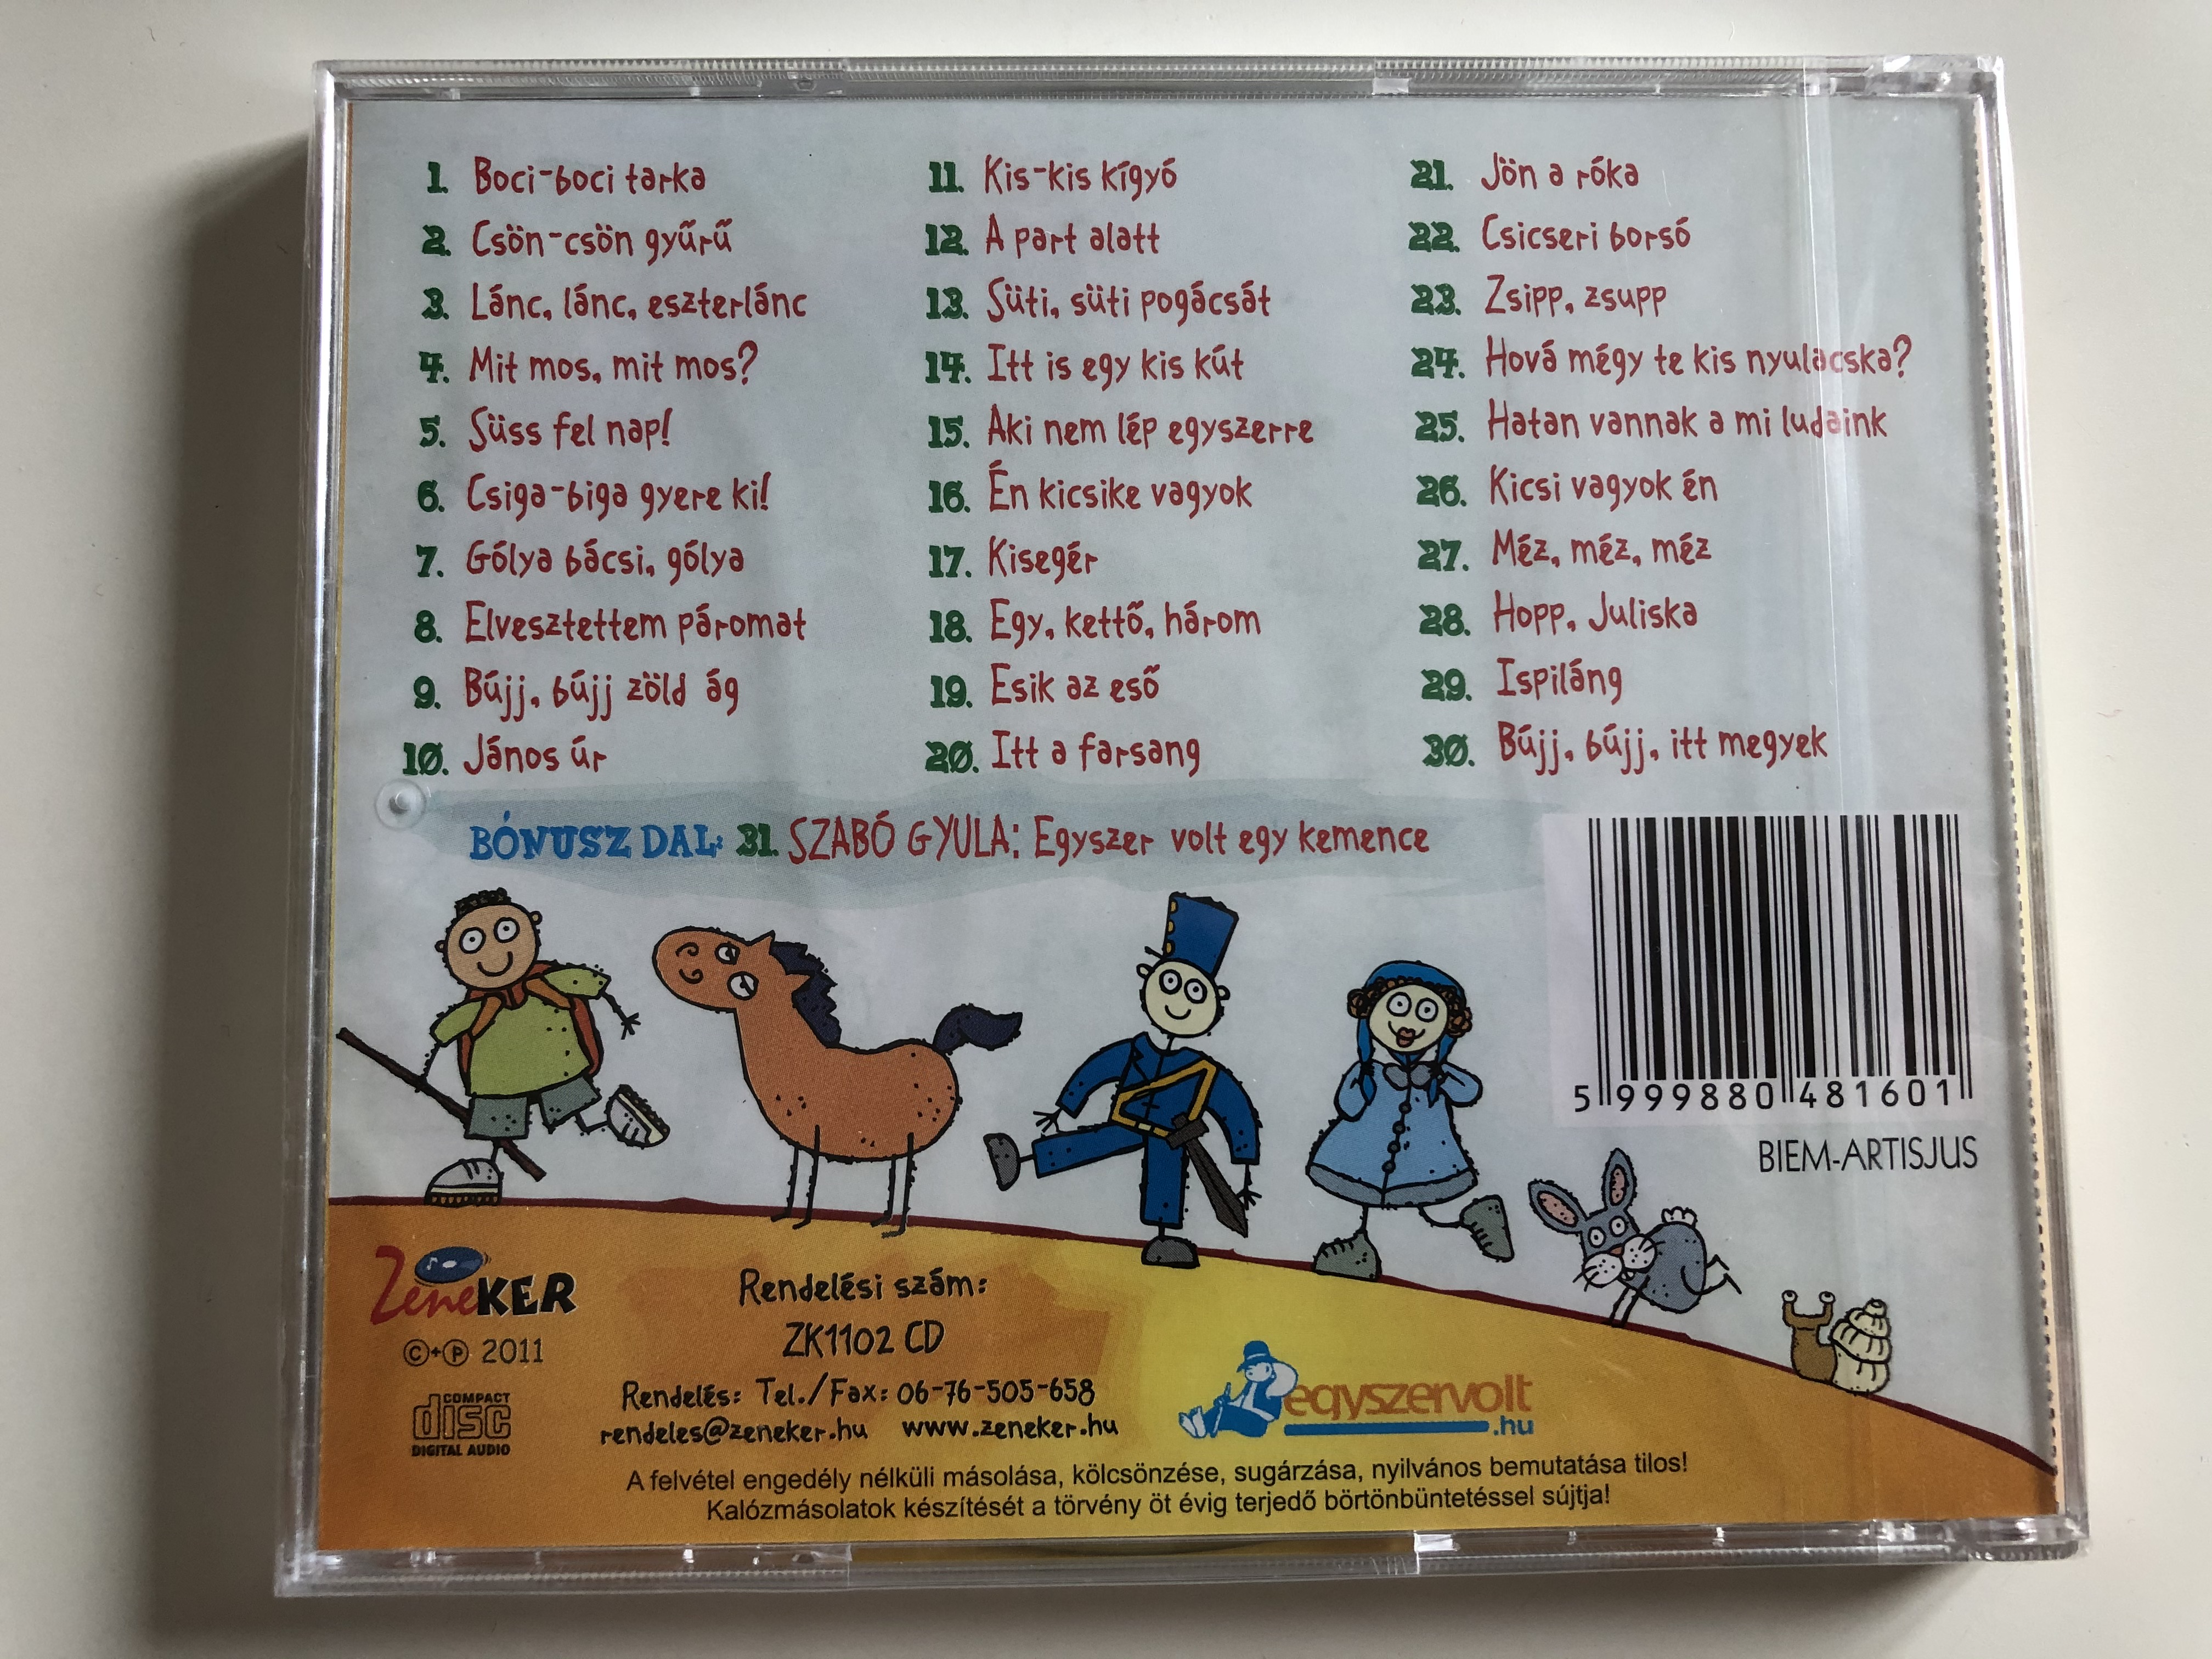 1. Boci-boci tarka
2. Csön-csön gyűrű
3. Lánc, lánc, eszterlánc
4. Mit mos, mit mos?
5. Süss fel nap!
6. Csiga-biga gyere ki!
7. Gólya bácsi, gólya
8. Elvesztettem páromat
9. Bújj, bújj zöld ág
10. János úr
11. Kis-kis kígyó
12. A part alatt
13. Süti, süti pogácsát
14. Itt is egy kis kút
15. Aki nem lép egyszerre
16. Én kicsike vagyok
17. Kisegér
18. Egy, kettő, három
19. Esik az eső
20. Itt a farsang
21. Jön a róka
22. Csicseri borsó
23. Zsipp, zsupp
24. Hová mégy te kis nyulacska?
25. Hatan vannak a mi ludaink
26. Kicsi vagyok én
27. Méz, méz, méz
28. Hopp, Juliska
29. Ispiláng
30. Bújj, bújj, itt megyek
BÓNUSZ DAL: 31. SZABÓ GYULA: Egyszer volt egy kemence
5 999880 481601
BIEM-ARTISJUS
ZeneKER
©+℗ 2011
COMPACT
disc
DIGITAL AUDIO
Rendelési szám:
ZK1102 CD
Rendelés: Tel./Fax: 06-76-505-658
rendeles@zeneker.hu www.zeneker.hu
egyszervolt
.hu
A felvétel engedély nélküli másolása, kölcsönzése, sugárzása, nyilvános bemutatása tilos!
Kalózmásolatok készítését a törvény öt évig terjedő börtönbüntetéssel sújtja!